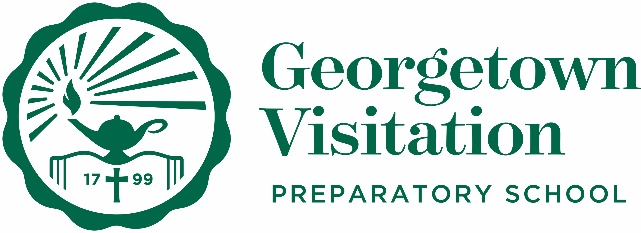 Georgetown
Visitation
PREPARATORY SCHOOL
17 99